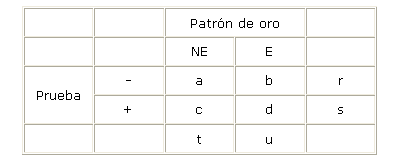 Patrón de oro
NE E
Prueba - a b r
+ c d s
t u